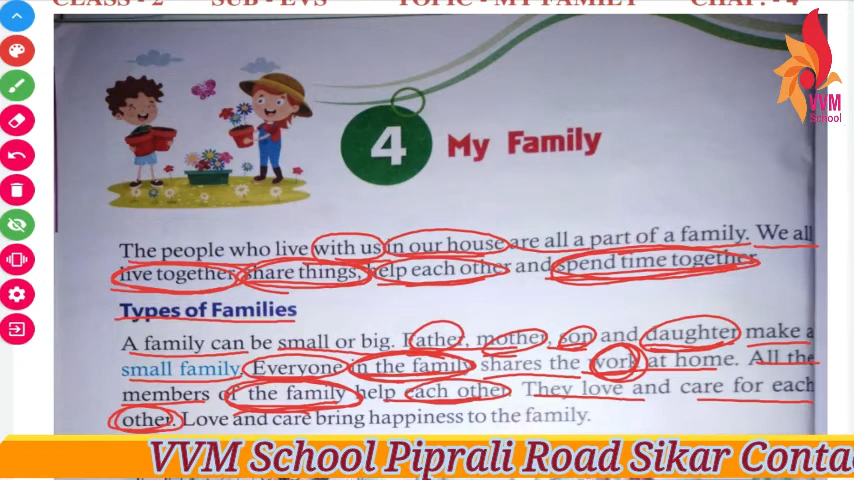 CLASS - 2 SUB - EVS TOPIC - MY FAMILY CHAP. - 4
VVM
School
4 My Family
The people who live with us in our house are all a part of a family. We all
live together, share things, help each other and spend time together.
Types of Families
A family can be small or big. Father, mother, son and daughter make a
small family. Everyone in the family shares the work at home. All the
members of the family help each other. They love and care for each
other. Love and care bring happiness to the family.
VVM School Piprali Road Sikar Conta